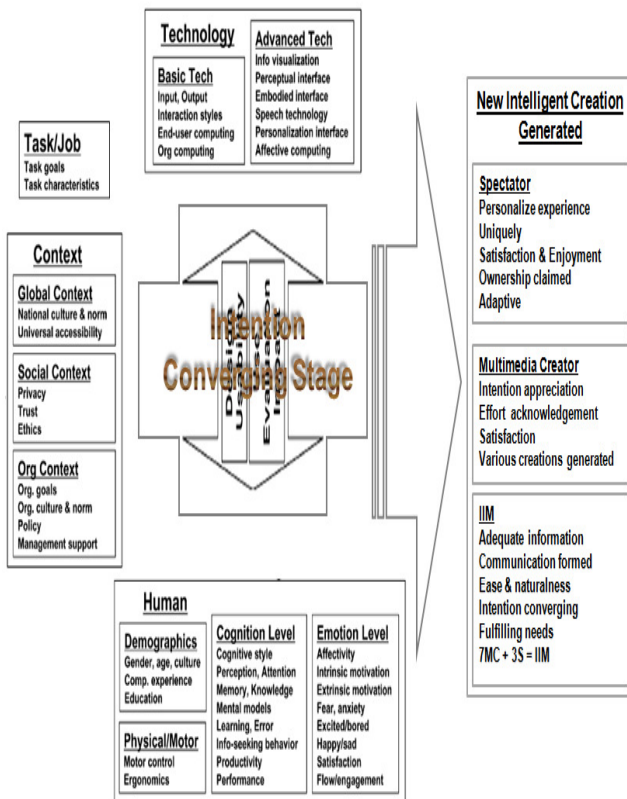 Technology
Basic Tech
Input, Output
Interaction styles
End-user computing
Org computing
Advanced Tech
Info visualization
Perceptual interface
Embodied interface
Speech technology
Personalization interface
Affective computing
Task/Job
Task goals
Task characteristics
Context
Global Context
National culture & norm
Universal accessibility
Social Context
Privacy
Trust
Ethics
Org Context
Org. goals
Org. culture & norm
Policy
Management support
Design
Usability
Use
Evaluation
Impact
Intention
Converging Stage
Human
Demographics
Gender, age, culture
Comp. experience
Education
Physical/Motor
Motor control
Ergonomics
Cognition Level
Cognitive style
Perception, Attention
Memory, Knowledge
Mental models
Learning, Error
Info-seeking behavior
Productivity
Performance
Emotion Level
Affectivity
Intrinsic motivation
Extrinsic motivation
Fear, anxiety
Excited/bored
Happy/sad
Satisfaction
Flow/engagement
New Intelligent Creation
Generated
Spectator
Personalize experience
Uniquely
Satisfaction & Enjoyment
Ownership claimed
Adaptive
Multimedia Creator
Intention appreciation
Effort acknowledgement
Satisfaction
Various creations generated
IIM
Adequate information
Communication formed
Ease & naturalness
Intention converging
Fulfilling needs
7MC + 3S = IIM